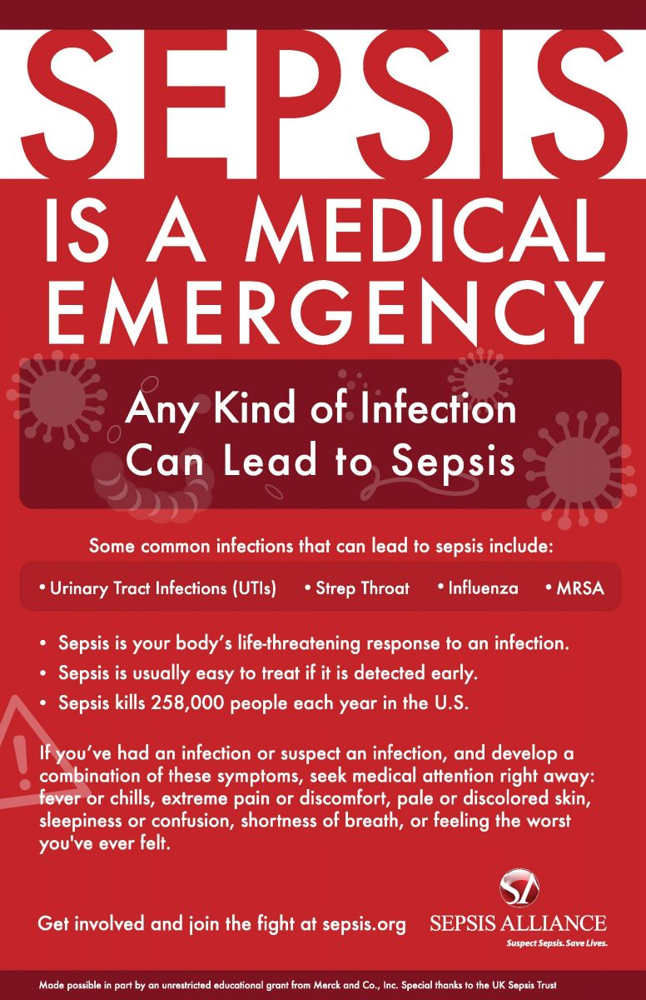 SEPSIS
IS A MEDICAL
EMERGENCY
Any Kind of Infection
Can Lead to Sepsis
Some common infections that can lead to sepsis include:
• Urinary Tract Infections (UTIs) • Strep Throat • Influenza • MRSA
• Sepsis is your body’s life-threatening response to an infection.
• Sepsis is usually easy to treat if it is detected early.
• Sepsis kills 258,000 people each year in the U.S.
If you’ve had an infection or suspect an infection, and develop a
combination of these symptoms, seek medical attention right away:
fever or chills, extreme pain or discomfort, pale or discolored skin,
sleepiness or confusion, shortness of breath, or feeling the worst
you've ever felt.
SA
Get involved and join the fight at sepsis.org
SEPSIS ALLIANCE
Suspect Sepsis. Save Lives.
Made possible in part by an unrestricted educational grant from Merck and Co., Inc. Special thanks to the UK Sepsis Trust